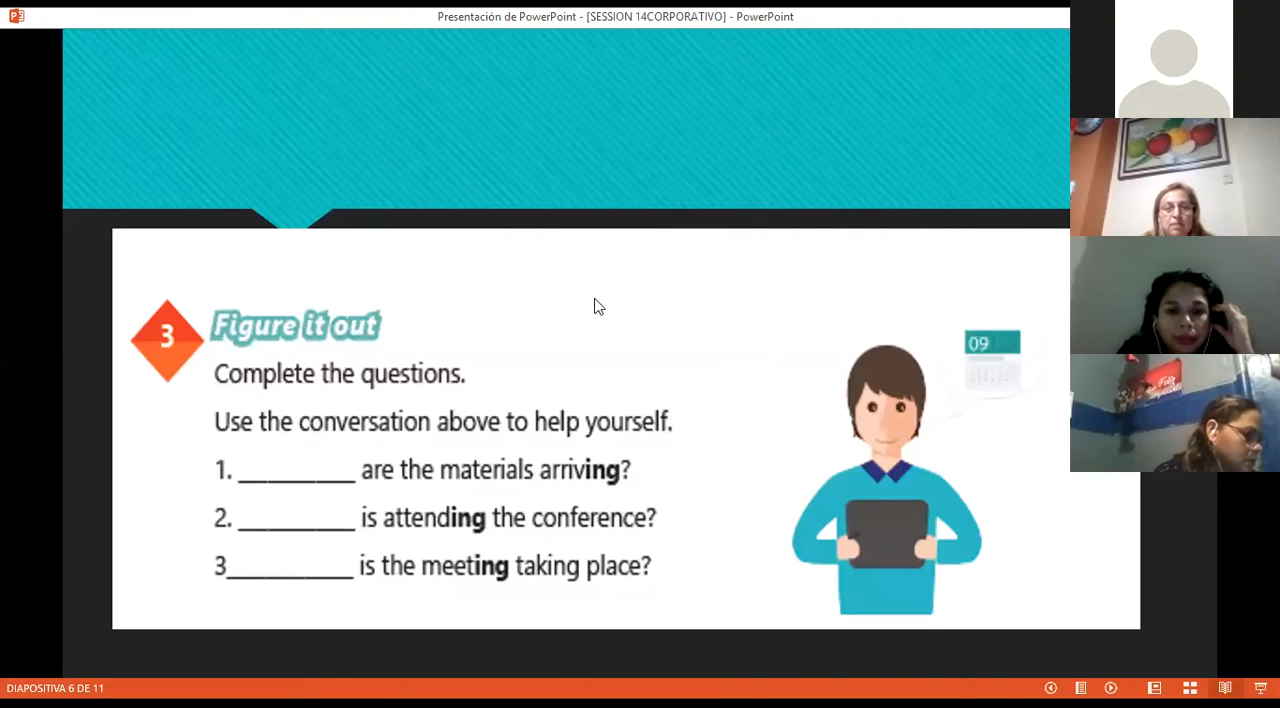 Presentación de PowerPoint - [SESSION 14CORPORATIVO] - PowerPoint
3
Figure it out
Complete the questions.
Use the conversation above to help yourself.
1. _________ are the materials arriving?
2. _________ is attending the conference?
3__________ is the meeting taking place?
09
DIAPOSITIVA 6 DE 11